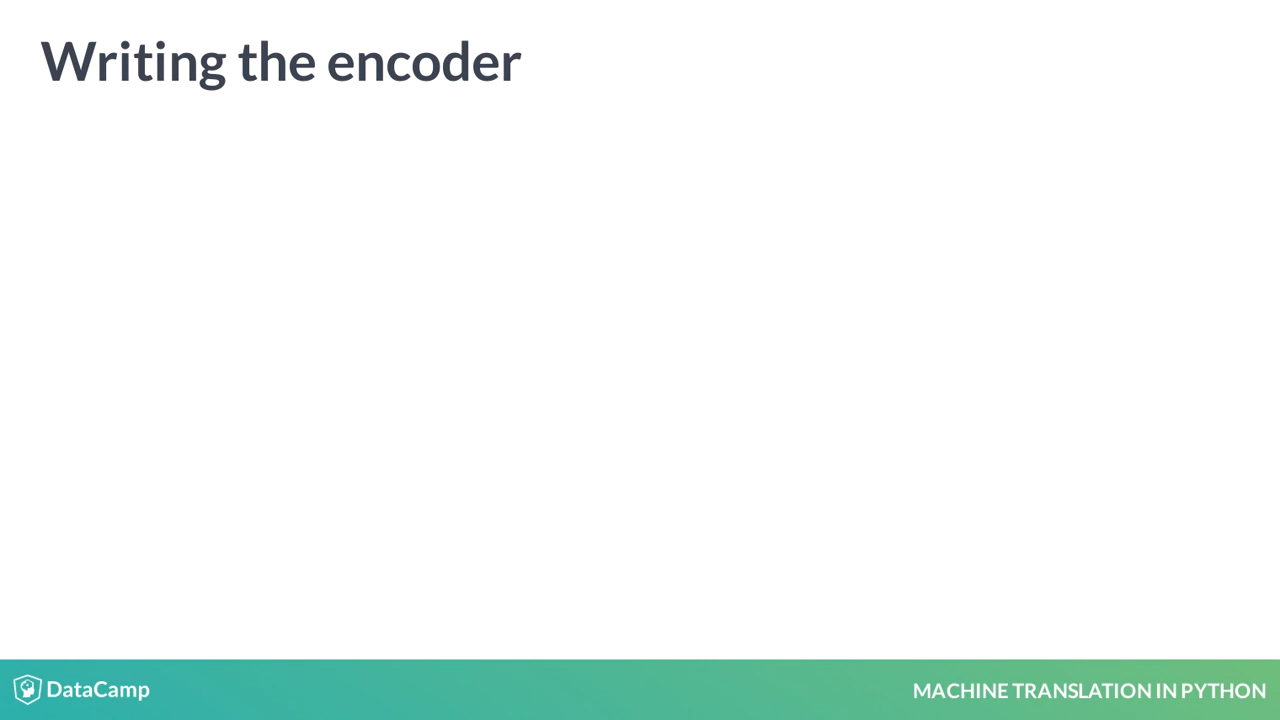 Writing the encoder
DataCamp
MACHINE TRANSLATION IN PYTHON